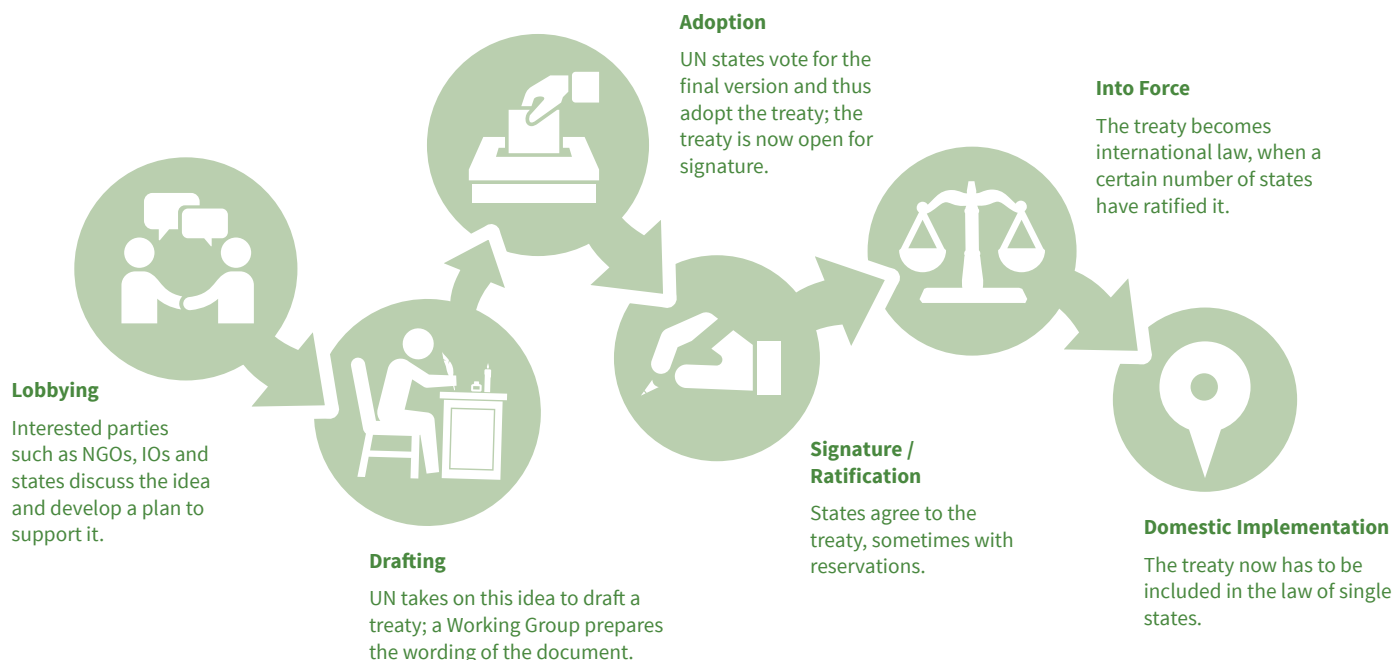 Lobbying
Interested parties
such as NGOs, IOs and
states discuss the idea
and develop a plan to
support it.
Drafting
UN takes on this idea to draft a
treaty; a Working Group prepares
the wording of the document.
Adoption
UN states vote for the
final version and thus
adopt the treaty; the
treaty is now open for
signature.
Signature /
Ratification
States agree to the
treaty, sometimes with
reservations.
Into Force
The treaty becomes
international law, when a
certain number of states
have ratified it.
Domestic Implementation
The treaty now has to be
included in the law of single
states.